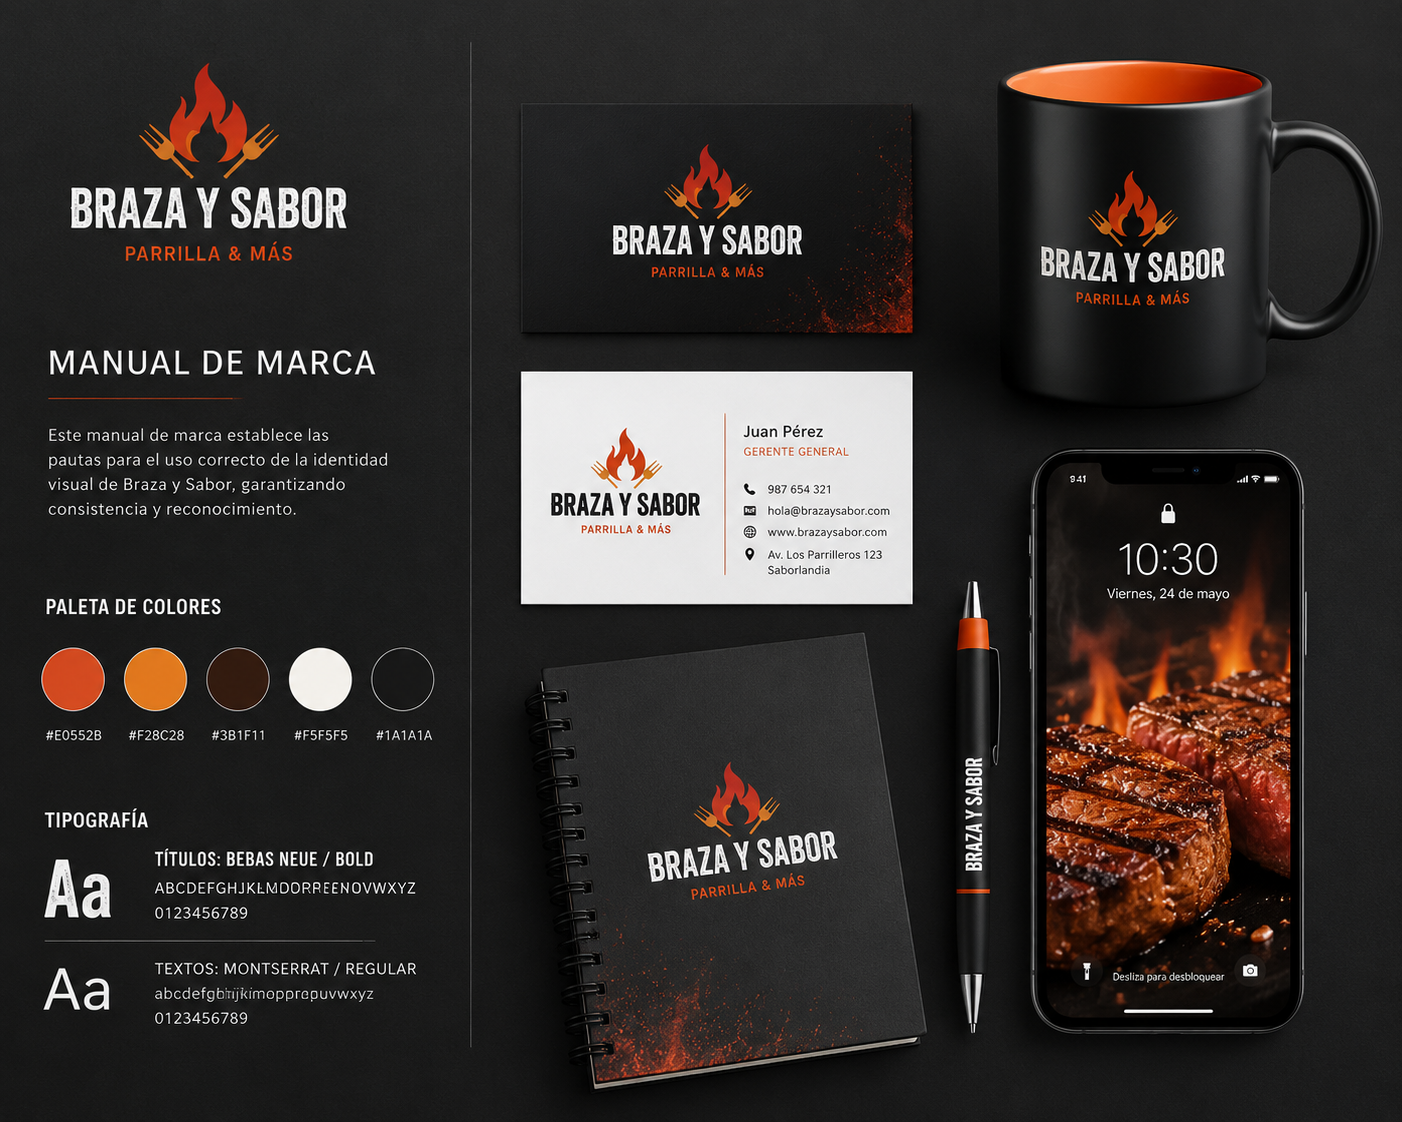 BRAZA Y SABOR
PARRILLA & MÁS
MANUAL DE MARCA
Este manual de marca establece las
pautas para el uso correcto de la identidad
visual de Braza y Sabor, garantizando
consistencia y reconocimiento.
PALETA DE COLORES
#E0552B #F28C28 #3B1F11 #F5F5F5 #1A1A1A
TIPOGRAFÍA
Aa
TÍTULOS: BEBAS NEUE / BOLD
0123456789
Aa
TEXTOS: MONTSERRAT / REGULAR
0123456789
BRAZA Y SABOR
PARRILLA & MÁS
Juan Pérez
GERENTE GENERAL
BRAZA Y SABOR
PARRILLA & MÁS
987 654 321
hola@brazaysabor.com
www.brazaysabor.com
Av. Los Parrilleros 123
Saborlandia
BRAZA Y SABOR
PARRILLA & MÁS
BRAZA Y SABOR
BRAZA Y SABOR
PARRILLA & MÁS
9:41
10:30
Viernes, 24 de mayo
Desliza para desbloquear